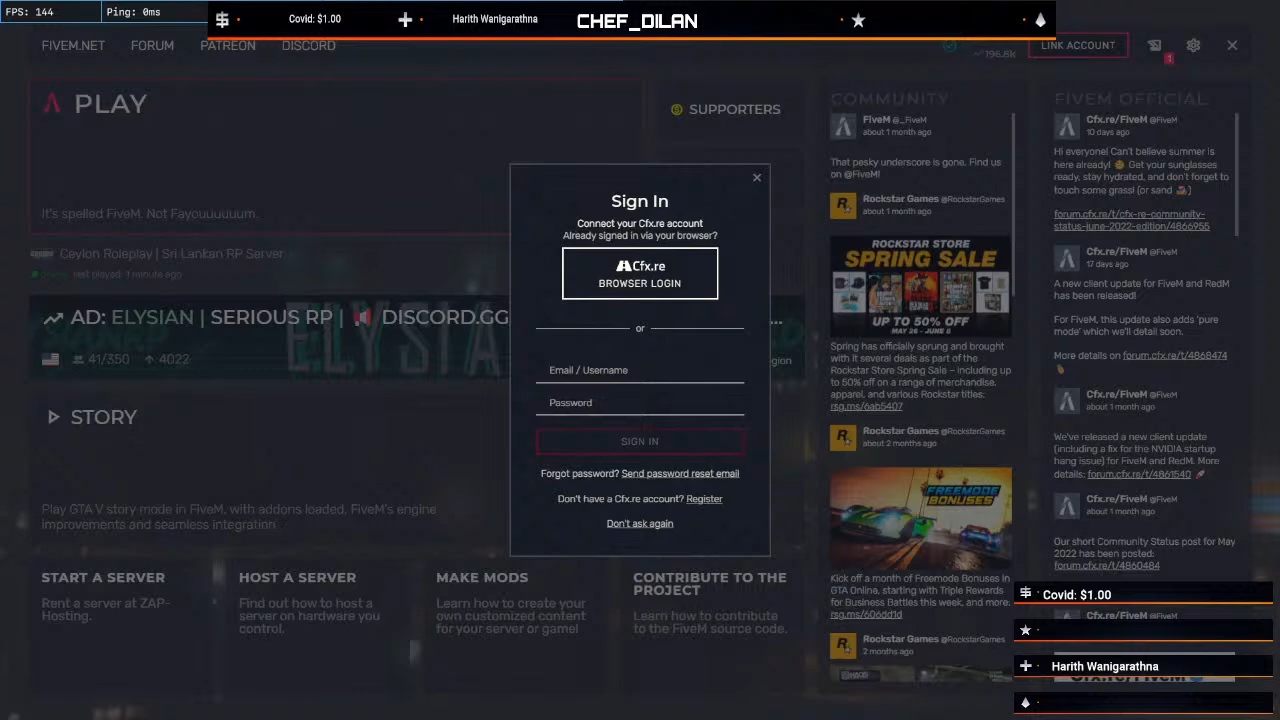 FPS: 144
Ping: 0ms
Covid: $1.00
Harith Wanigarathna
CHEF_DILAN
FIVEM.NET
FORUM
PATREON
DISCORD
196.8k
LINK ACCOUNT
1
PLAY
It's spelled FiveM. Not Fayouuuuuum.
SUPPORTERS
Ceylon Roleplay | Sri Lankan RP Server
last played: 1 minute ago
AD: ELYSIAN | SERIOUS RP |
DISCORD.GG
41/350
4022
STORY
Play GTA V story mode in FiveM, with addons loaded, FiveM's engine
improvements and seamless integration
START A SERVER
Rent a server at ZAP-
Hosting.
HOST A SERVER
Find out how to host a
server on hardware you
control.
MAKE MODS
Learn how to create your
own customized content
for your server or game!
CONTRIBUTE TO THE
PROJECT
Learn how to contribute
to the FiveM source code.
Sign In
Connect your Cfx.re account
Already signed in via your browser?
Cfx.re
BROWSER LOGIN
or
Email / Username
Password
SIGN IN
Forgot password? Send password reset email
Don't have a Cfx.re account? Register
Don't ask again
COMMUNITY
FiveM @_FiveM
about 1 month ago
That pesky underscore is gone. Find us
on @FiveM!
Rockstar Games @RockstarGames
about 1 month ago
ROCKSTAR STORE
SPRING SALE
UP TO 50% OFF
MAY 26 - JUNE 6
Spring has officially sprung and brought
with it several deals as part of the
Rockstar Store Spring Sale – including up
to 50% off on a range of merchandise,
apparel, and various Rockstar titles:
rsg.ms/6ab5407
Rockstar Games @RockstarGames
about 2 months ago
FREEMODE
BONUSES
Kick off a month of Freemode Bonuses in
GTA Online, starting with Triple Rewards
for Business Battles this week, and more.
rsg.ms/606dd1d
Rockstar Games @RockstarGames
2 months ago
FIVEM OFFICIAL
Cfx.re/FiveM @FiveM
10 days ago
Hi everyone! Can't believe summer is
here already! Get your sunglasses
ready, stay hydrated, and don't forget to
touch some grass! (or sand )
forum.cfx.re/t/cfx-re-community-
status-june-2022-edition/4866955
Cfx.re/FiveM @FiveM
17 days ago
A new client update for FiveM and RedM
has been released!
For FiveM, this update also adds 'pure
mode' which we'll detail soon.
More details on forum.cfx.re/t/4868474
Cfx.re/FiveM @FiveM
about 1 month ago
We've released a new client update
(including a fix for the NVIDIA startup
hang issue) for FiveM and RedM. More
details: forum.cfx.re/t/4861540
Cfx.re/FiveM @FiveM
about 1 month ago
Our short Community Status post for May
2022 has been posted:
forum.cfx.re/t/4860484
Covid: $1.00
Harith Wanigarathna